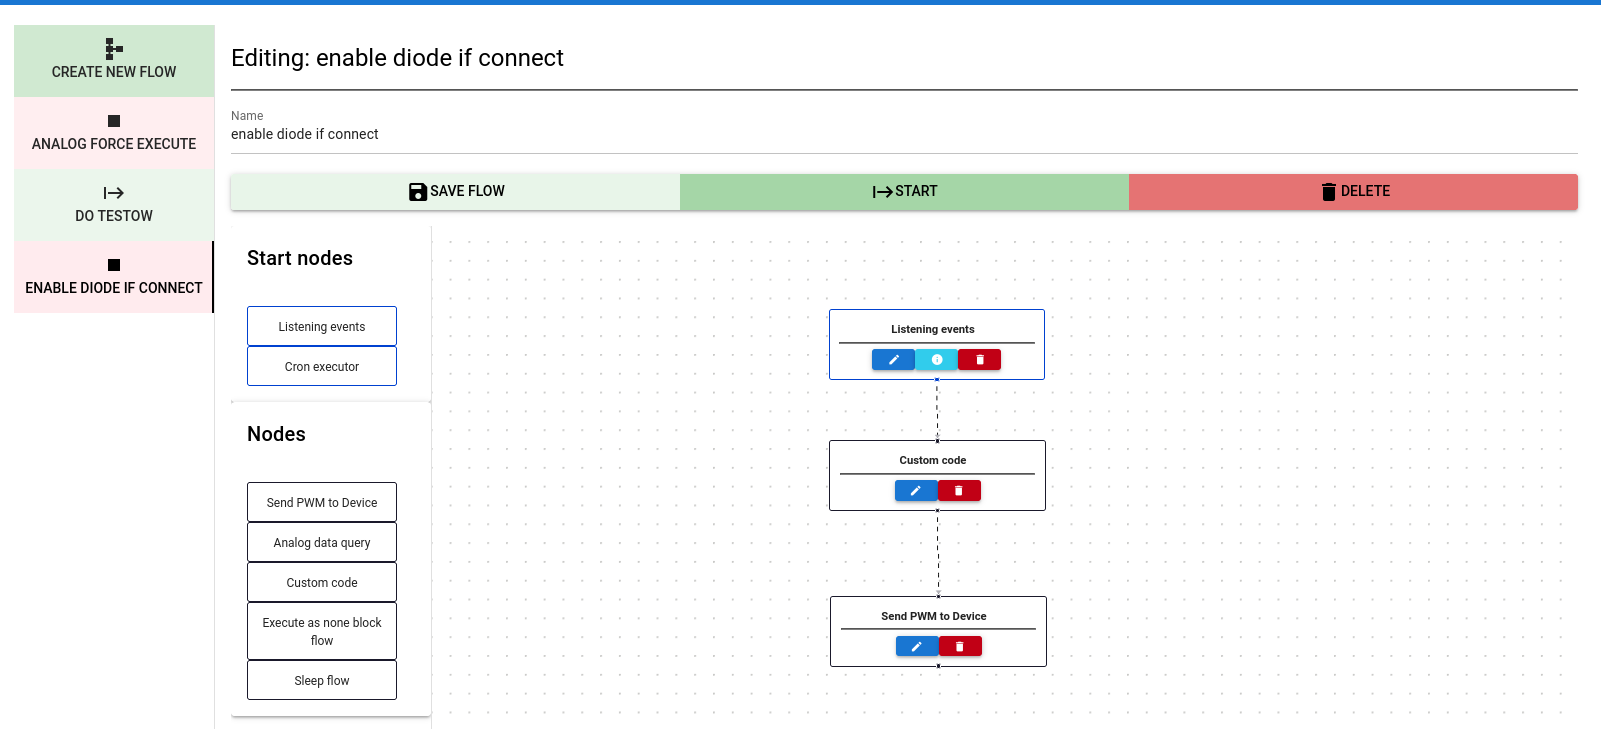 CREATE NEW FLOW
ANALOG FORCE EXECUTE
DO TESTOW
ENABLE DIODE IF CONNECT
Editing: enable diode if connect
Name
enable diode if connect
SAVE FLOW
START
DELETE
Start nodes
Listening events
Cron executor
Nodes
Send PWM to Device
Analog data query
Custom code
Execute as none block
flow
Sleep flow
Listening events
Custom code
Send PWM to Device